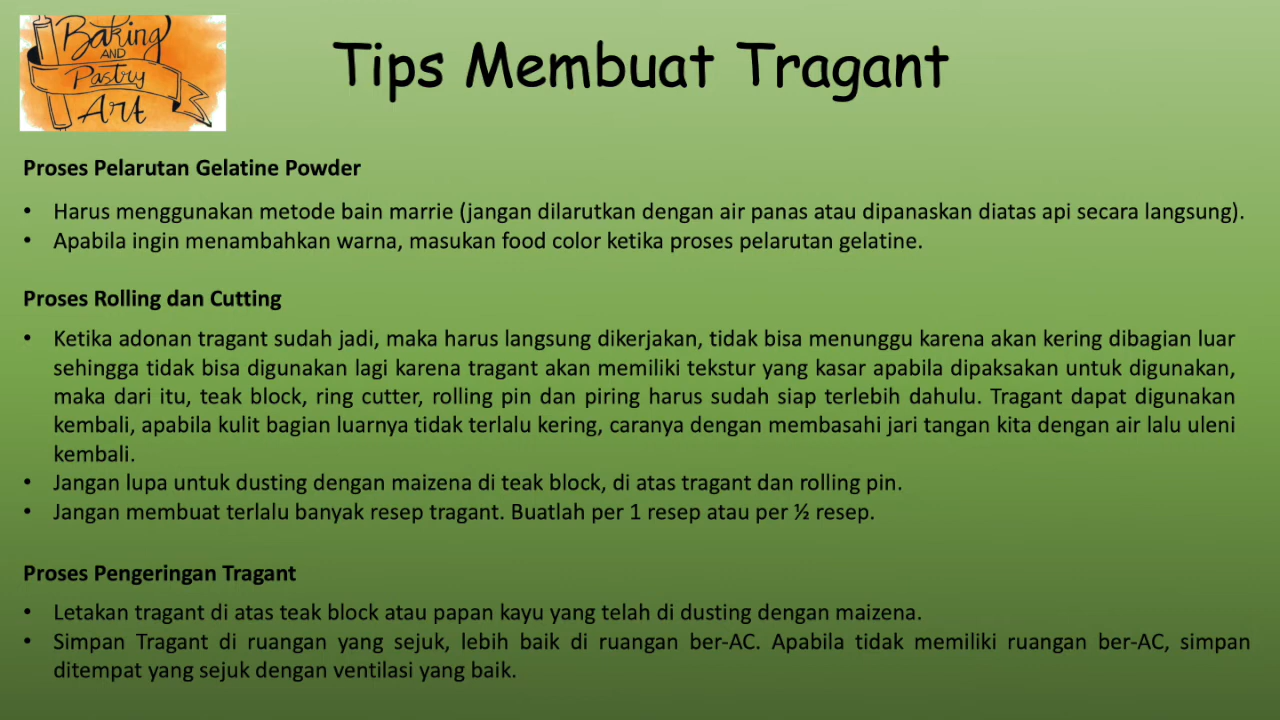 Baking
AND
Pastry
Art
Tips Membuat Tragant
Proses Pelarutan Gelatine Powder
• Harus menggunakan metode bain marrie (jangan dilarutkan dengan air panas atau dipanaskan diatas api secara langsung).
• Apabila ingin menambahkan warna, masukan food color ketika proses pelarutan gelatine.
Proses Rolling dan Cutting
• Ketika adonan tragant sudah jadi, maka harus langsung dikerjakan, tidak bisa menunggu karena akan kering dibagian luar
sehingga tidak bisa digunakan lagi karena tragant akan memiliki tekstur yang kasar apabila dipaksakan untuk digunakan,
maka dari itu, teak block, ring cutter, rolling pin dan piring harus sudah siap terlebih dahulu. Tragant dapat digunakan
kembali, apabila kulit bagian luarnya tidak terlalu kering, caranya dengan membasahi jari tangan kita dengan air lalu uleni
kembali.
• Jangan lupa untuk dusting dengan maizena di teak block, di atas tragant dan rolling pin.
• Jangan membuat terlalu banyak resep tragant. Buatlah per 1 resep atau per ½ resep.
Proses Pengeringan Tragant
• Letakan tragant di atas teak block atau papan kayu yang telah di dusting dengan maizena.
• Simpan Tragant di ruangan yang sejuk, lebih baik di ruangan ber-AC. Apabila tidak memiliki ruangan ber-AC, simpan
ditempat yang sejuk dengan ventilasi yang baik.